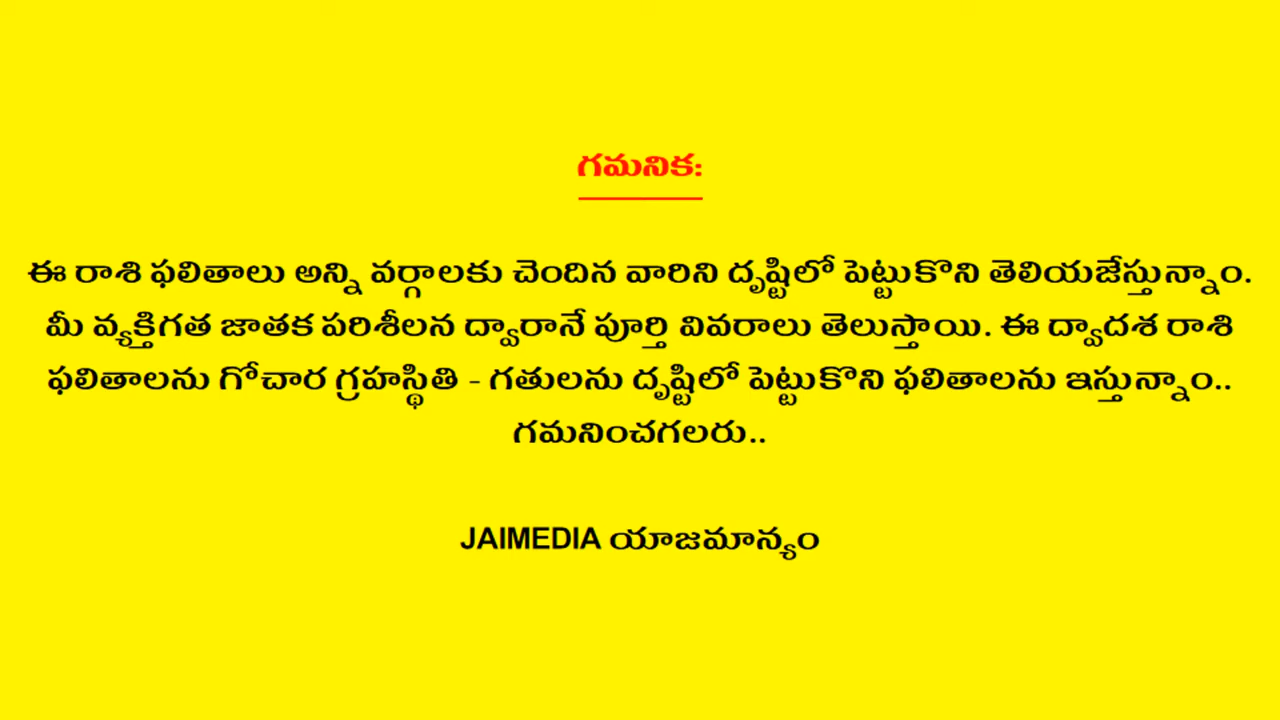 గమనిక:
ఈ రాశి ఫలితాలు అన్ని వర్గాలకు చెందిన వారిని దృష్టిలో పెట్టుకొని తెలియజేస్తున్నాం.
మీ వ్యక్తిగత జాతక పరిశీలన ద్వారానే పూర్తి వివరాలు తెలుస్తాయి. ఈ ద్వాదశ రాశి
ఫలితాలను గోచార గ్రహస్థితి - గతులను దృష్టిలో పెట్టుకొని ఫలితాలను ఇస్తున్నాం..
గమనించగలరు..
JAIMEDIA యాజమాన్యం